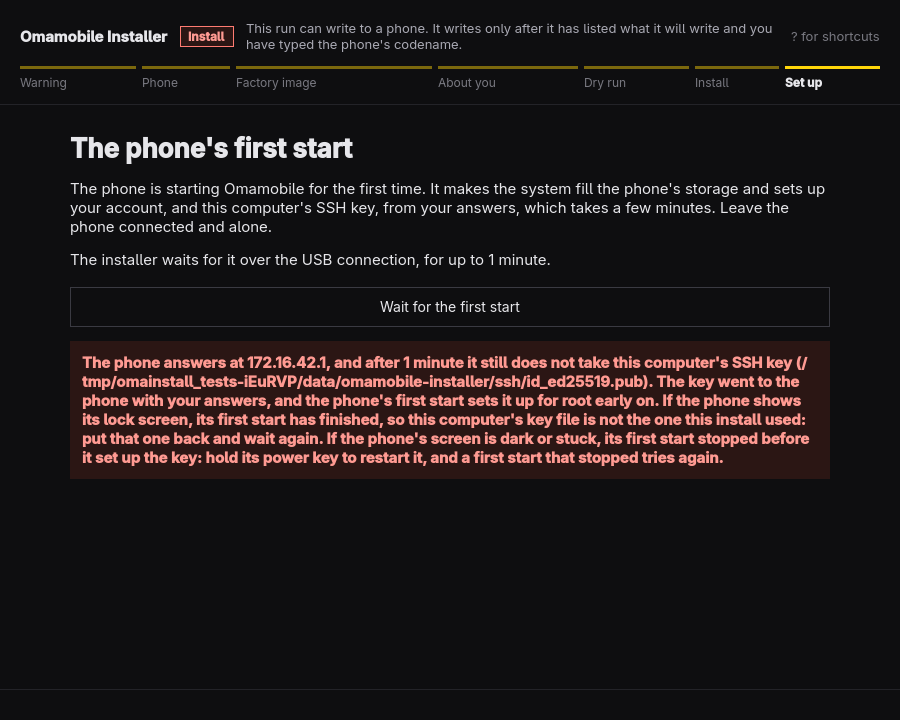 Omamobile Installer
Install
This run can write to a phone. It writes only after it has listed what it will write and you
have typed the phone's codename.
? for shortcuts
Warning
Phone
Factory image
About you
Dry run
Install
Set up
The phone's first start
The phone is starting Omamobile for the first time. It makes the system fill the phone's storage and sets up
your account, and this computer's SSH key, from your answers, which takes a few minutes. Leave the
phone connected and alone.
The installer waits for it over the USB connection, for up to 1 minute.
Wait for the first start
The phone answers at 172.16.42.1, and after 1 minute it still does not take this computer's SSH key (/
tmp/omainstall_tests-iEuRVP/data/omamobile-installer/ssh/id_ed25519.pub). The key went to the
phone with your answers, and the phone's first start sets it up for root early on. If the phone shows
its lock screen, its first start has finished, so this computer's key file is not the one this install used:
put that one back and wait again. If the phone's screen is dark or stuck, its first start stopped before
it set up the key: hold its power key to restart it, and a first start that stopped tries again.